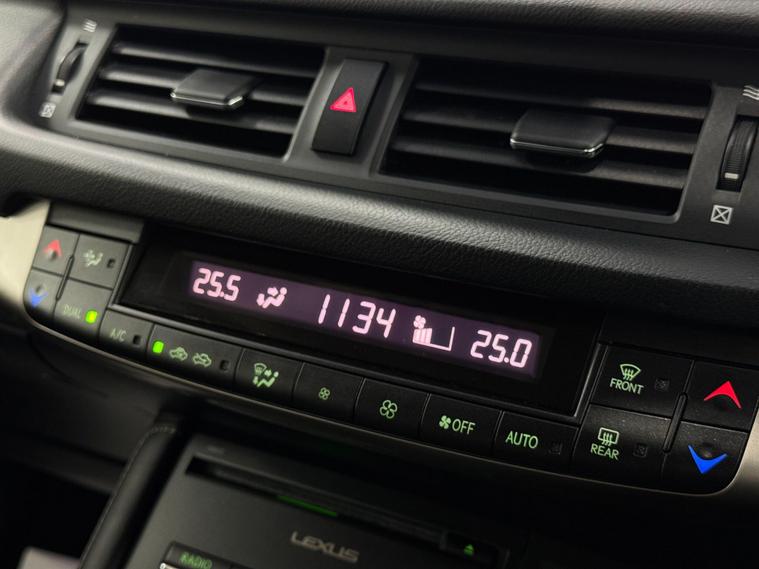 25.5 1134 25.0
DUAL
A/C
OFF
AUTO
FRONT
REAR
LEXUS
RADIO